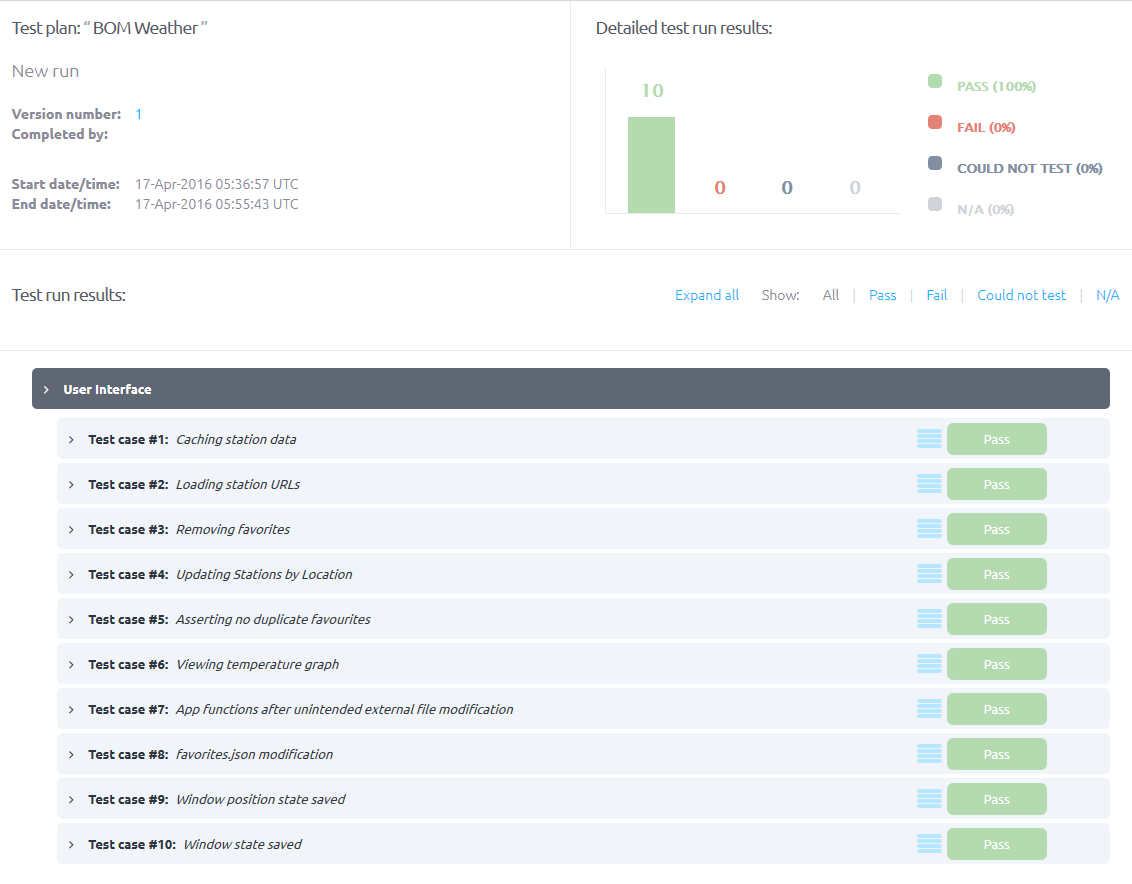 Test plan: “ BOM Weather ”
New run
Version number: 1
Completed by:
Start date/time: 17-Apr-2016 05:36:57 UTC
End date/time: 17-Apr-2016 05:55:43 UTC
Detailed test run results:
10
0
0
0
PASS (100%)
FAIL (0%)
COULD NOT TEST (0%)
N/A (0%)
Test run results:
Expand all Show: All | Pass | Fail | Could not test | N/A
User Interface
Test case #1: Caching station data Pass
Test case #2: Loading station URLs Pass
Test case #3: Removing favorites Pass
Test case #4: Updating Stations by Location Pass
Test case #5: Asserting no duplicate favourites Pass
Test case #6: Viewing temperature graph Pass
Test case #7: App functions after unintended external file modification Pass
Test case #8: favorites.json modification Pass
Test case #9: Window position state saved Pass
Test case #10: Window state saved Pass